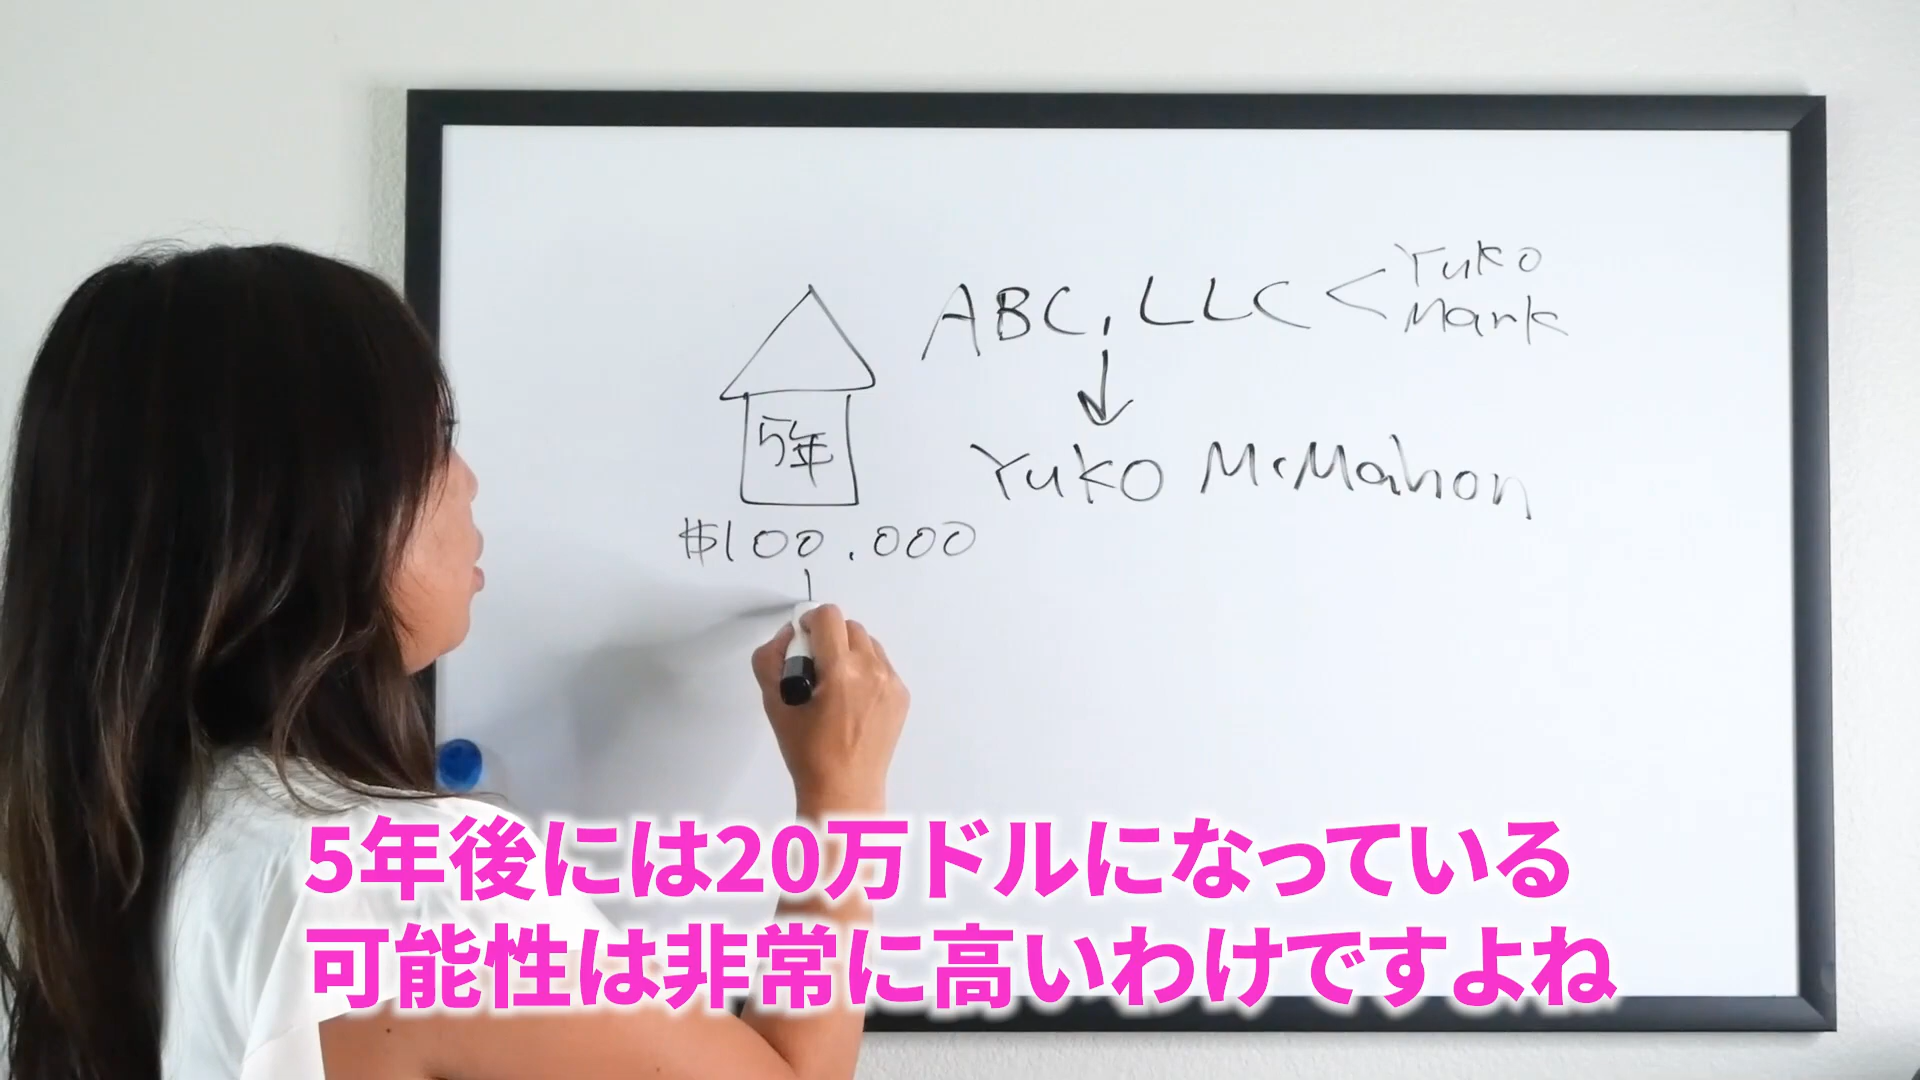 ABC, LLC < Yuko
Mark
Yuko McMahon
5年
$100.000
5年後には20万ドルになっている
可能性は非常に高いわけですよね